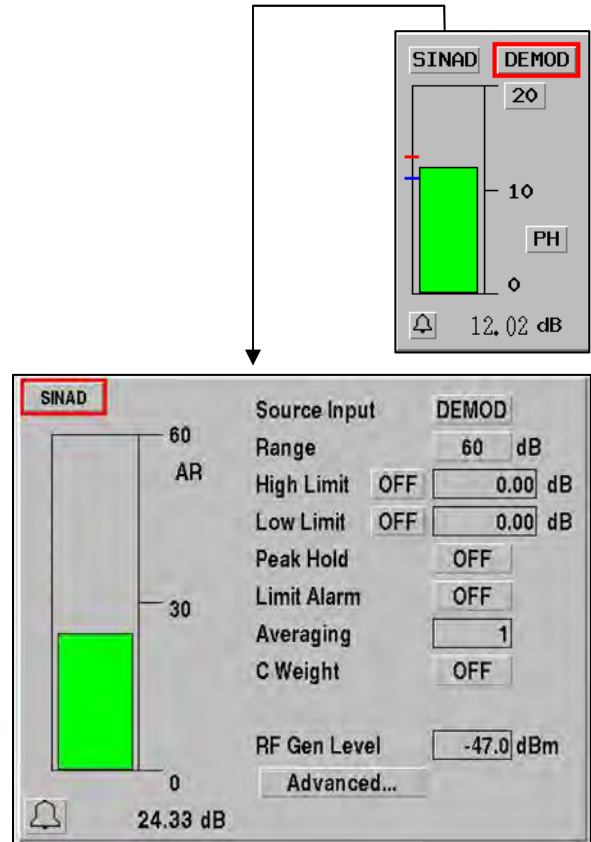 SINAD DEMOD
20
10
PH
0
12.02 dB
SINAD
60
AR
30
0
24.33 dB
Source Input DEMOD
Range 60 dB
High Limit OFF 0.00 dB
Low Limit OFF 0.00 dB
Peak Hold OFF
Limit Alarm OFF
Averaging 1
C Weight OFF
RF Gen Level -47.0 dBm
Advanced...